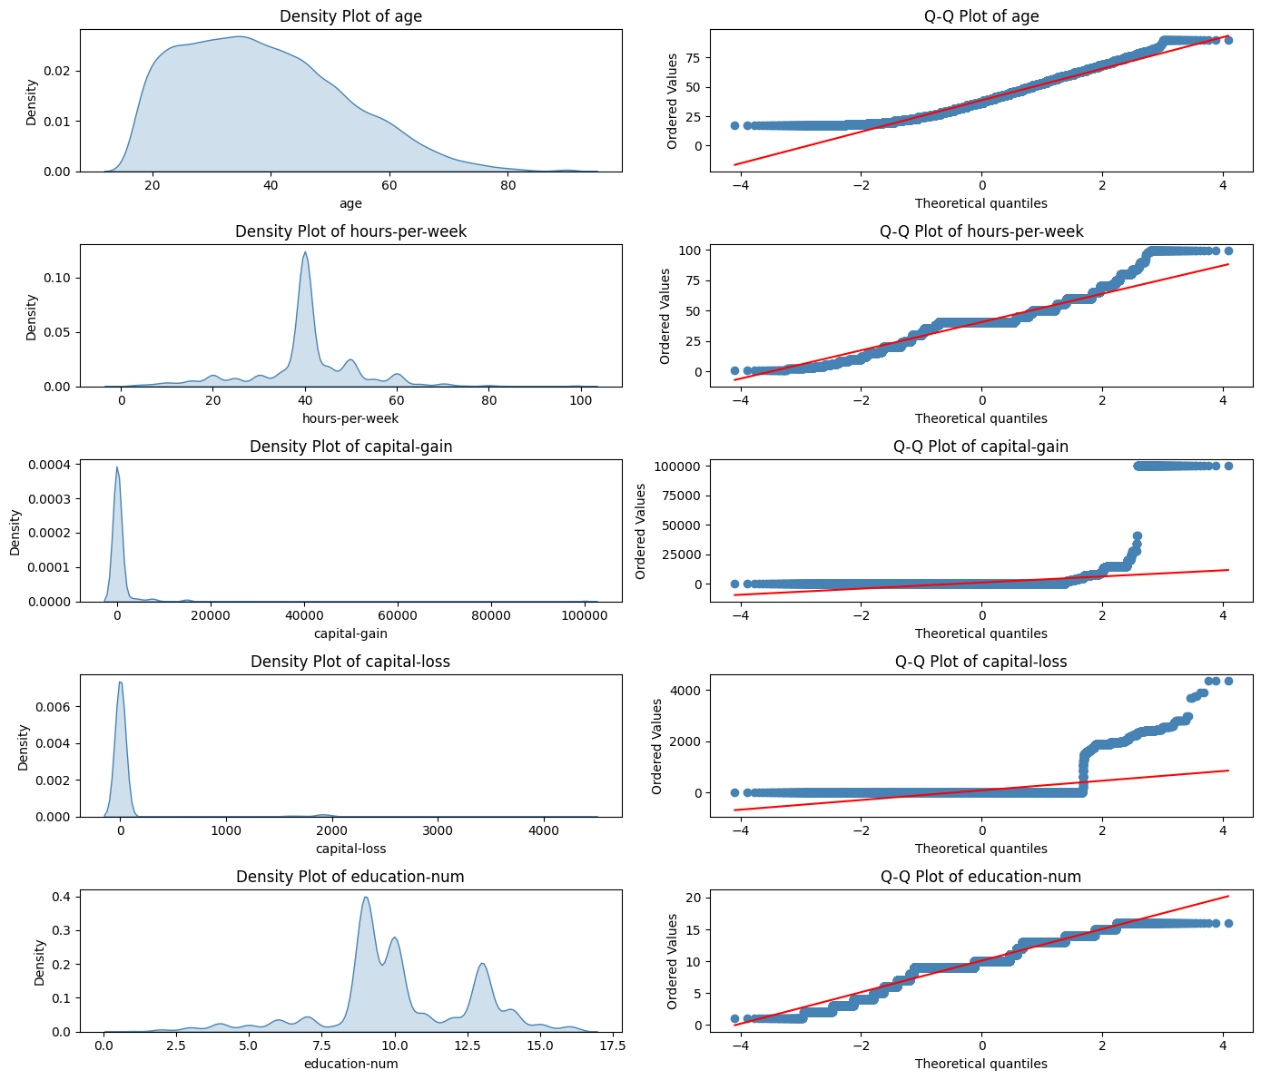 Density Plot of age
Density
0.02
0.01
0.00
20 40 60 80
age
Q-Q Plot of age
Ordered Values
75
50
25
0
−4 −2 0 2 4
Theoretical quantiles
Density Plot of hours-per-week
Density
0.10
0.05
0.00
0 20 40 60 80 100
hours-per-week
Q-Q Plot of hours-per-week
Ordered Values
100
75
50
25
0
−4 −2 0 2 4
Theoretical quantiles
Density Plot of capital-gain
Density
0.0004
0.0003
0.0002
0.0001
0.0000
0 20000 40000 60000 80000 100000
capital-gain
Q-Q Plot of capital-gain
Ordered Values
100000
75000
50000
25000
0
−4 −2 0 2 4
Theoretical quantiles
Density Plot of capital-loss
Density
0.006
0.004
0.002
0.000
0 1000 2000 3000 4000
capital-loss
Q-Q Plot of capital-loss
Ordered Values
4000
2000
0
−4 −2 0 2 4
Theoretical quantiles
Density Plot of education-num
Density
0.4
0.3
0.2
0.1
0.0
0.0 2.5 5.0 7.5 10.0 12.5 15.0 17.5
education-num
Q-Q Plot of education-num
Ordered Values
20
15
10
5
0
−4 −2 0 2 4
Theoretical quantiles